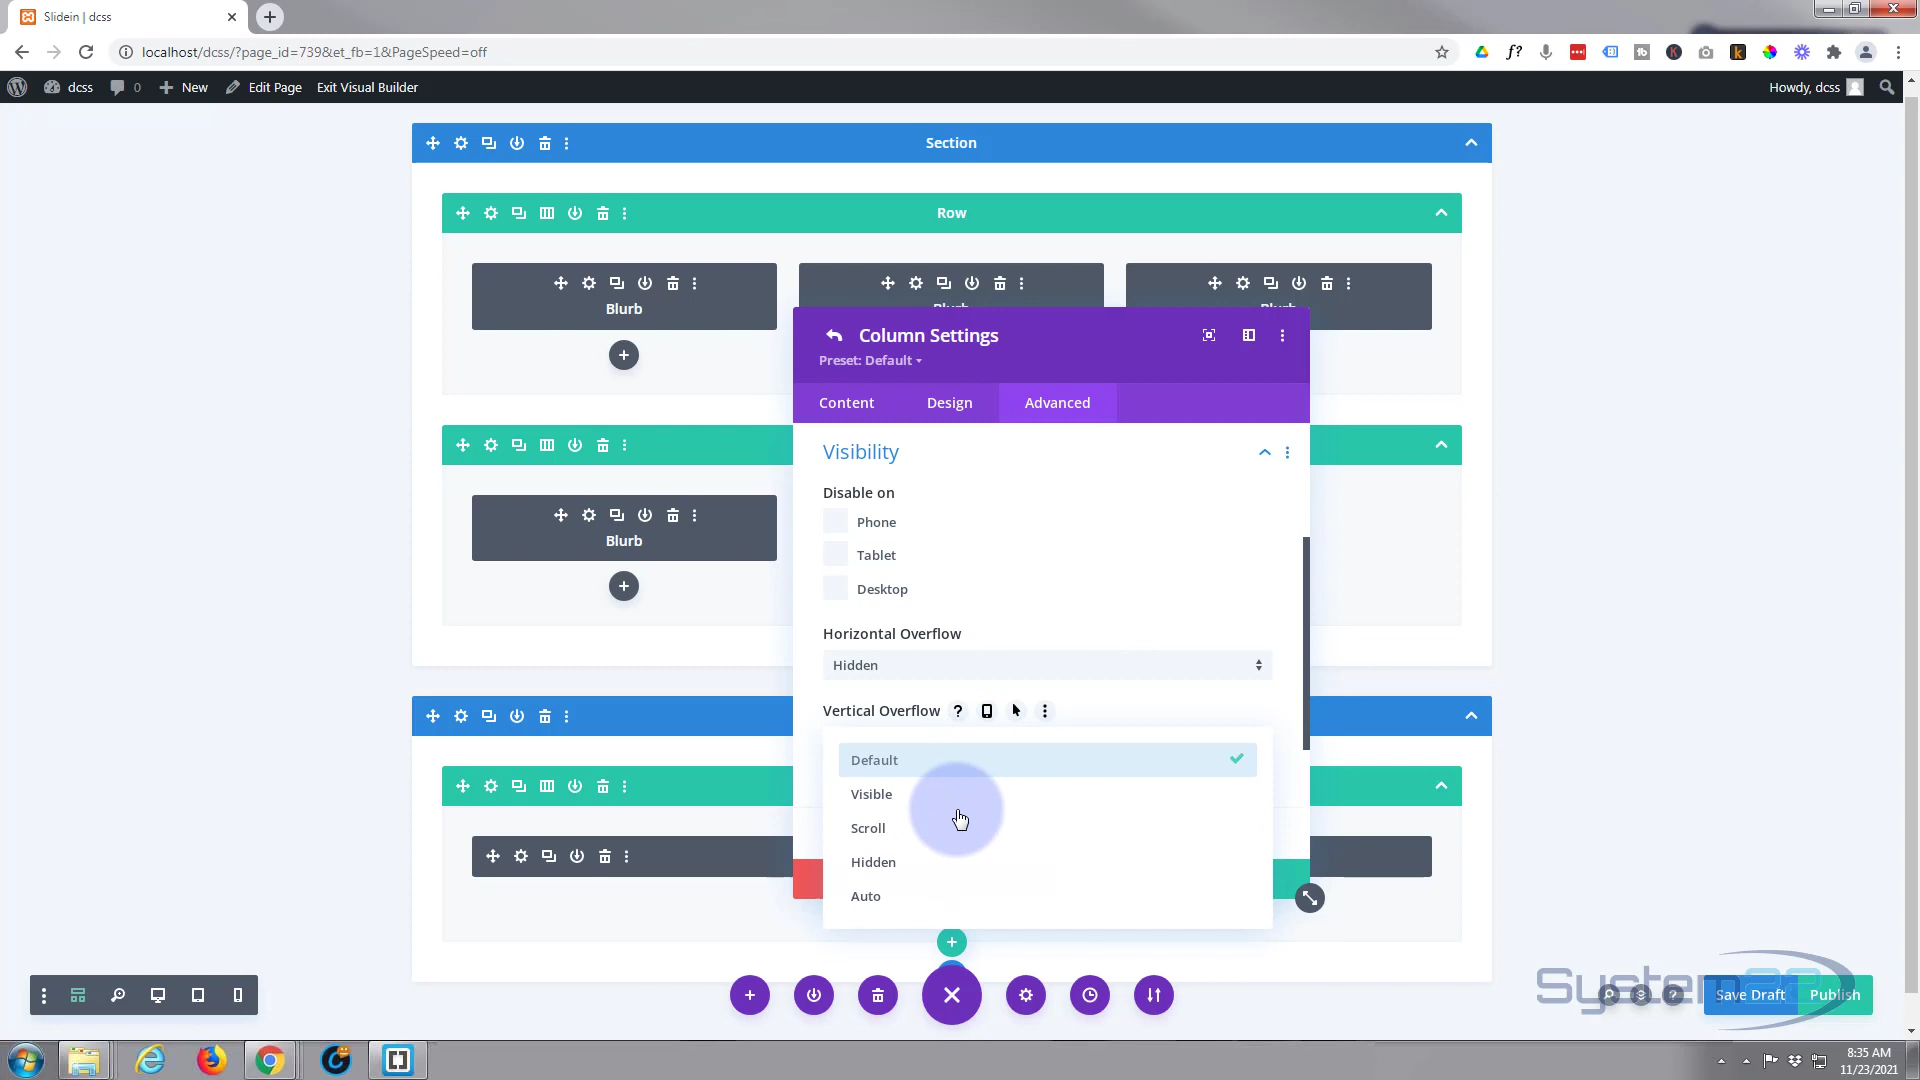 Slidein | dcss
localhost/dcss/?page_id=739&et_fb=1&PageSpeed=off
dcss
0
New
Edit Page
Exit Visual Builder
Howdy, dcss
Section
Row
Blurb
Blurb
Blurb
Column Settings
Preset: Default
Content
Design
Advanced
Visibility
Disable on
Phone
Tablet
Desktop
Blurb
Horizontal Overflow
Hidden
Vertical Overflow
Default
Visible
Scroll
Hidden
Auto
Save Draft
Publish
8:35 AM
11/23/2021